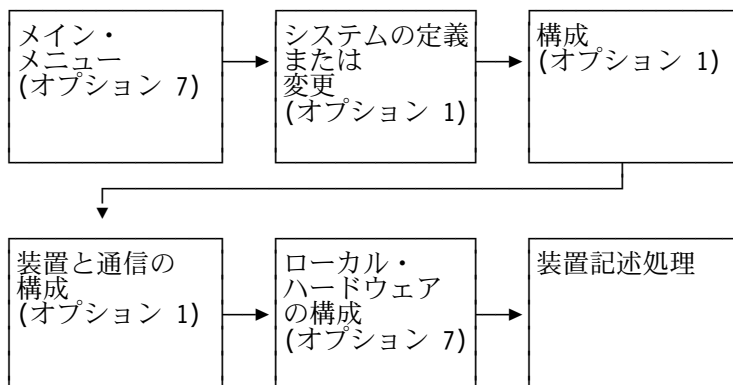 メイン・
メニュー
(オプション 7)
システムの定義
または
変更
(オプション 1)
構成
(オプション 1)
装置と通信の
構成
(オプション 1)
ローカル・
ハードウェア
の構成
(オプション 7)
装置記述処理